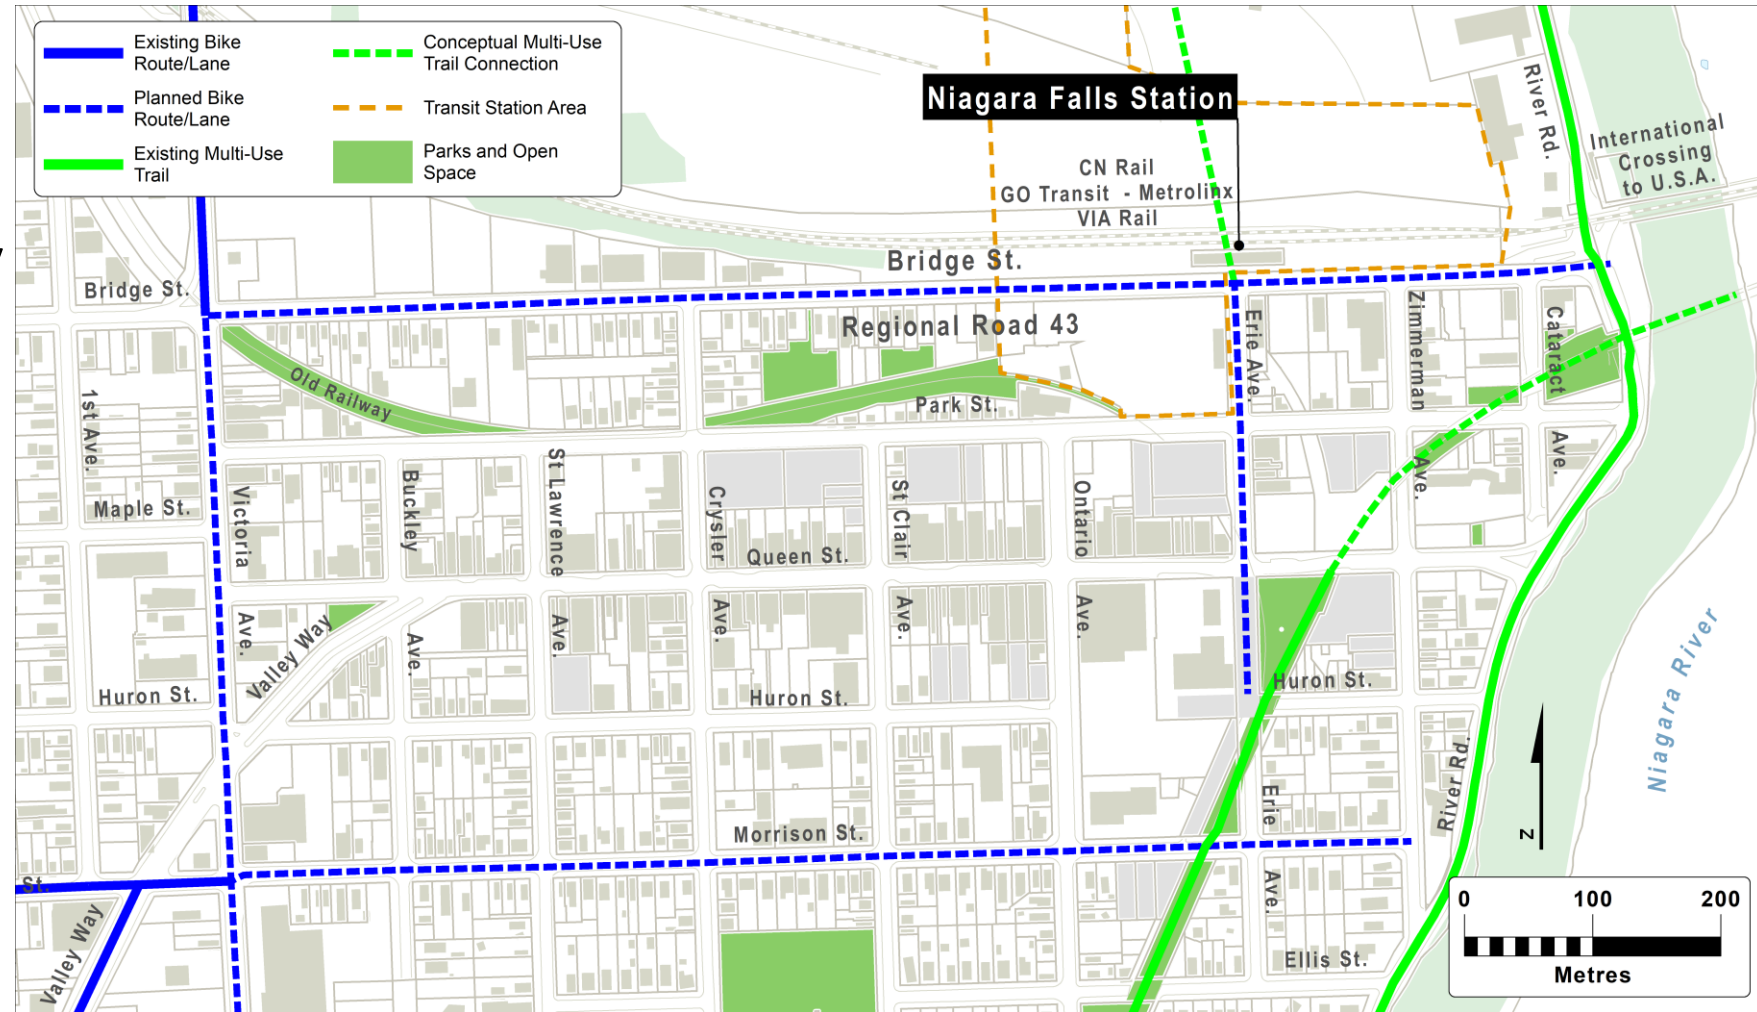 Existing Bike
Route/Lane
Planned Bike
Route/Lane
Existing Multi-Use
Trail
Conceptual Multi-Use
Trail Connection
Transit Station Area
Parks and Open
Space
Niagara Falls Station
CN Rail
GO Transit - Metrolinx
VIA Rail
River Rd.
International
Crossing
to U.S.A.
Bridge St.
Bridge St.
Regional Road 43
Old Railway
Park St.
Erie Ave.
Zimmerman
Ave.
Cataract
Ave.
1st Ave.
Maple St.
Victoria
Ave.
Buckley
Ave.
St Lawrence
Ave.
Crysler
Ave.
St Clair
Ave.
Ontario
Ave.
Queen St.
Valley Way
Huron St.
Huron St.
Huron St.
Niagara River
Morrison St.
Erie
Ave.
River Rd.
St.
Valley Way
Ellis St.
N
0 100 200
Metres